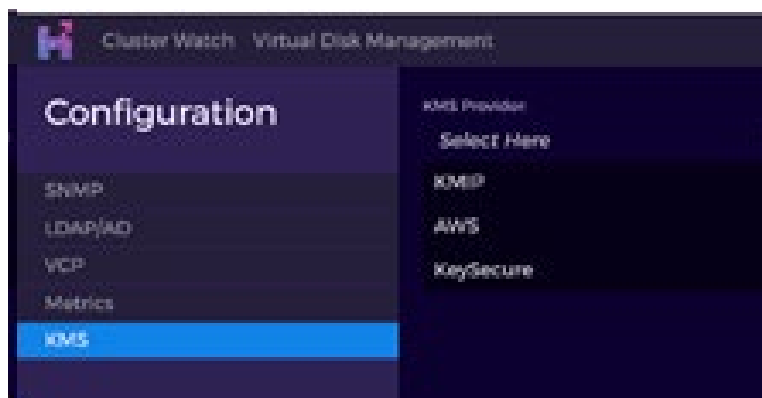 Cluster Watch Virtual Disk Management
Configuration
SNMP
LDAP/AD
VCP
Metrics
KMS
KMS Provider
Select Here
KMIP
AWS
KeySecure